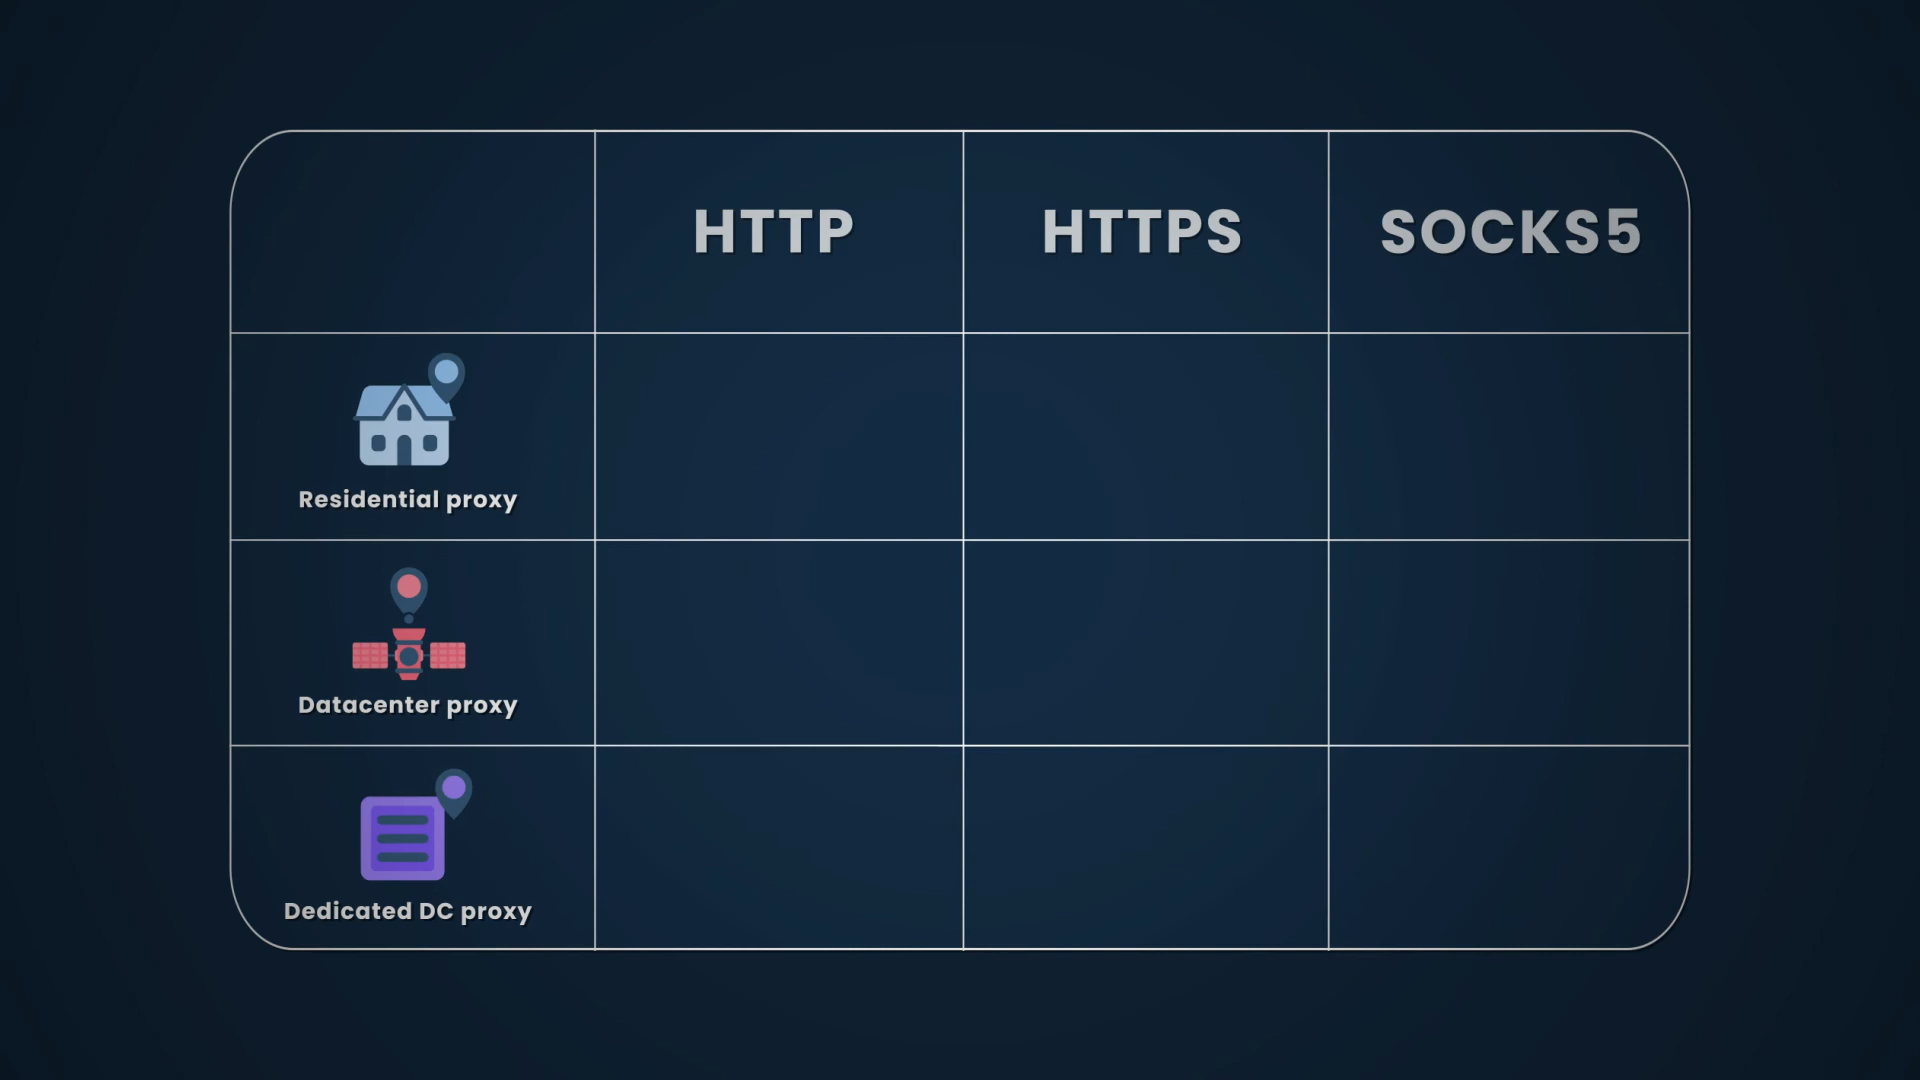 HTTP HTTPS SOCKS5
Residential proxy
Datacenter proxy
Dedicated DC proxy